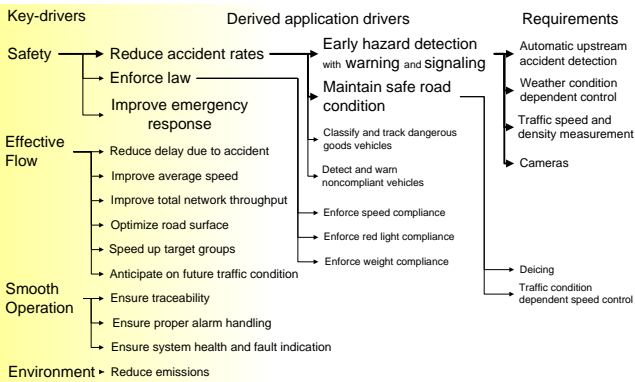 Key-drivers
Derived application drivers
Requirements
Safety
Reduce accident rates
Enforce law
Improve emergency
response
Effective
Flow
Reduce delay due to accident
Improve average speed
Improve total network throughput
Optimize road surface
Speed up target groups
Anticipate on future traffic condition
Smooth
Operation
Ensure traceability
Ensure proper alarm handling
Ensure system health and fault indication
Environment
Reduce emissions
Early hazard detection
with warning and signaling
Maintain safe road
condition
Classify and track dangerous
goods vehicles
Detect and warn
noncompliant vehicles
Enforce speed compliance
Enforce red light compliance
Enforce weight compliance
Automatic upstream
accident detection
Weather condition
dependent control
Traffic speed and
density measurement
Cameras
Deicing
Traffic condition
dependent speed control